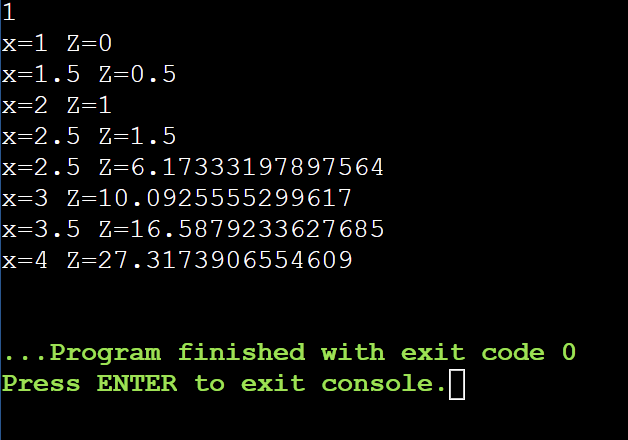 1
x=1 Z=0
x=1.5 Z=0.5
x=2 Z=1
x=2.5 Z=1.5
x=2.5 Z=6.17333197897564
x=3 Z=10.0925555299617
x=3.5 Z=16.5879233627685
x=4 Z=27.3173906554609
...Program finished with exit code 0
Press ENTER to exit console.